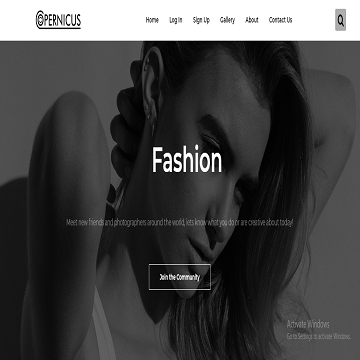 COPERNICUS
Home Log In Sign Up Gallery About Contact Us
Fashion
Meet new friends and photographers around the world, lets know what you do or are creative about today!
Join the Community
Activate Windows
Go to Settings to activate Windows.